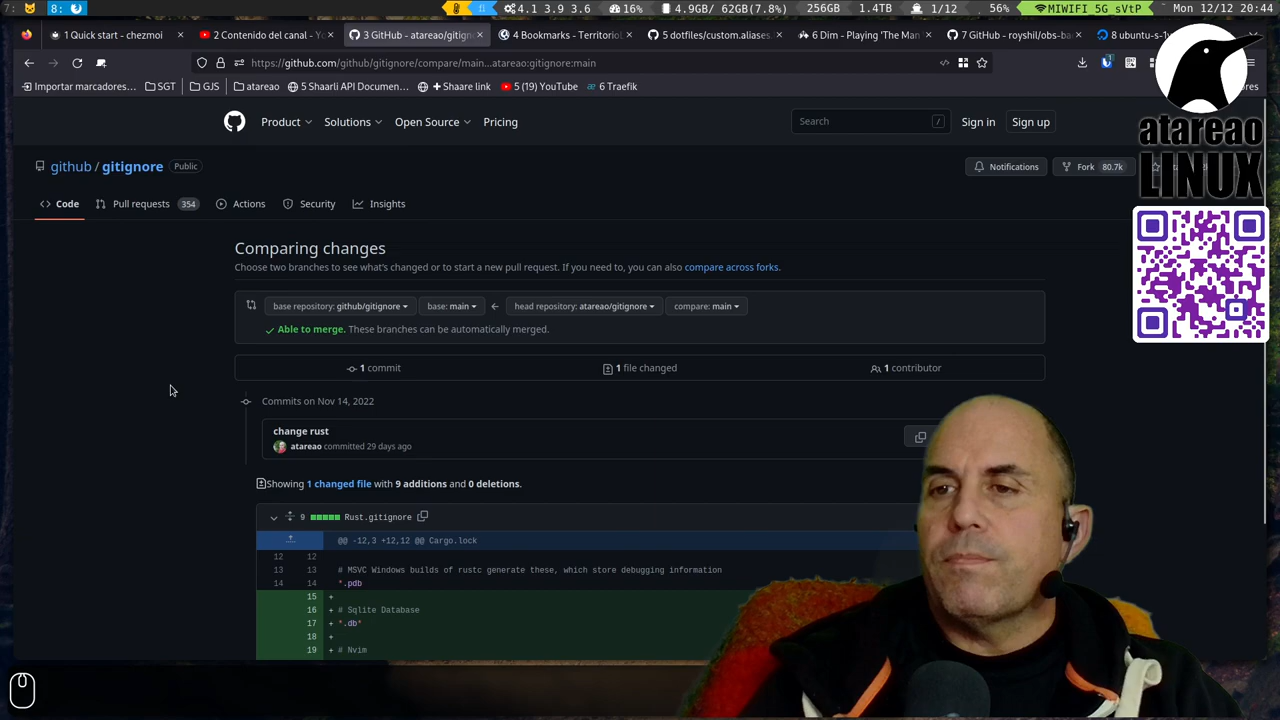 7: 8: 4.1 3.9 3.6 16% 4.9GB/ 62GB(7.8%) 256GB 1.4TB 1/12 56% MIWIFI 5G sVtP Mon 12/12 20:44
1 Quick start - chezmoi 2 Contenido del canal - Yo 3 GitHub - atareao/gitigno 4 Bookmarks - TerritorioL 5 dotfiles/custom.aliases. 6 Dim - Playing 'The Man 7 GitHub - royshil/obs-ba 8 ubuntu-s-1v
https://github.com/github/gitignore/compare/main...atareao:gitignore:main
Importar marcadores... SGT GJS atareao 5 Shaarli API Documen... Shaare link 5 (19) YouTube 6 Traefik
Product Solutions Open Source Pricing Search / Sign in Sign up
github / gitignore Public Notifications Fork 80.7k
Code Pull requests 354 Actions Security Insights
Comparing changes
Choose two branches to see what's changed or to start a new pull request. If you need to, you can also compare across forks.
base repository: github/gitignore base: main head repository: atareao/gitignore compare: main
Able to merge. These branches can be automatically merged.
1 commit 1 file changed 1 contributor
Commits on Nov 14, 2022
change rust
atareao committed 29 days ago
Showing 1 changed file with 9 additions and 0 deletions.
9 Rust.gitignore
@@ -12,3 +12,12 @@ Cargo.lock
12 12
13 13 # MSVC Windows builds of rustc generate these, which store debugging information
14 14 *.pdb
15 +
16 + # Sqlite Database
17 + *.db*
18 +
19 + # Nvim
atareao
LINUX